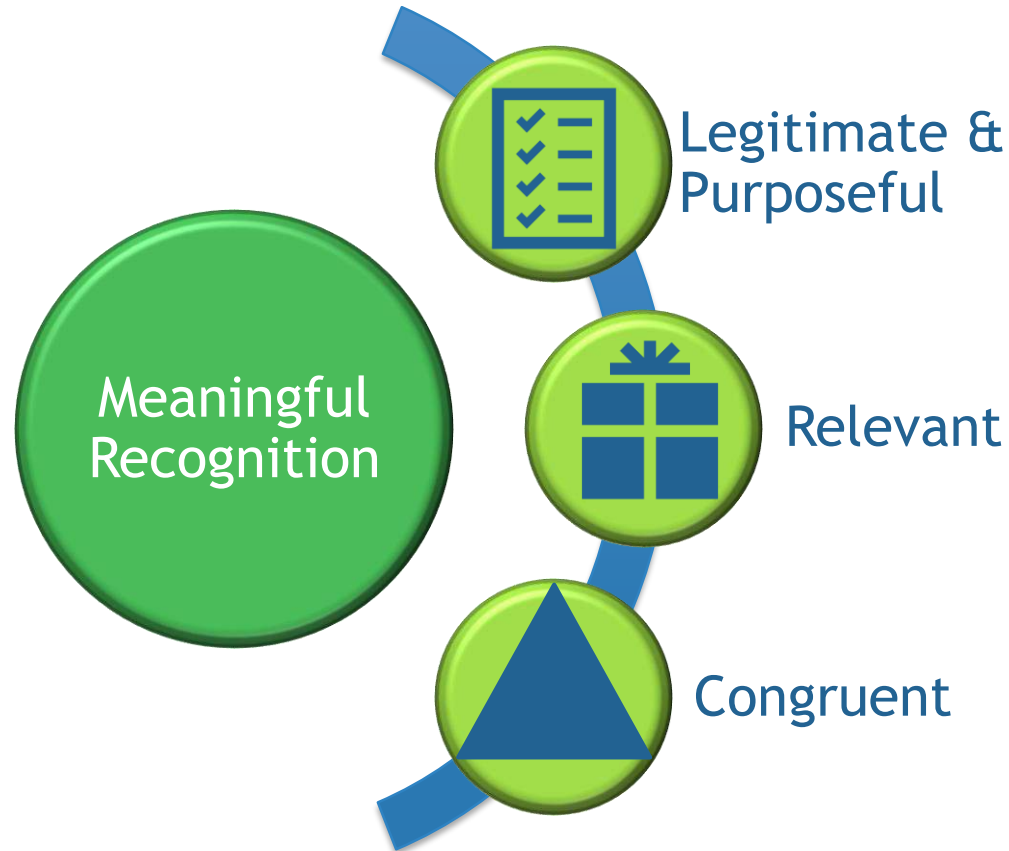 Meaningful
Recognition
Legitimate &
Purposeful
Relevant
Congruent